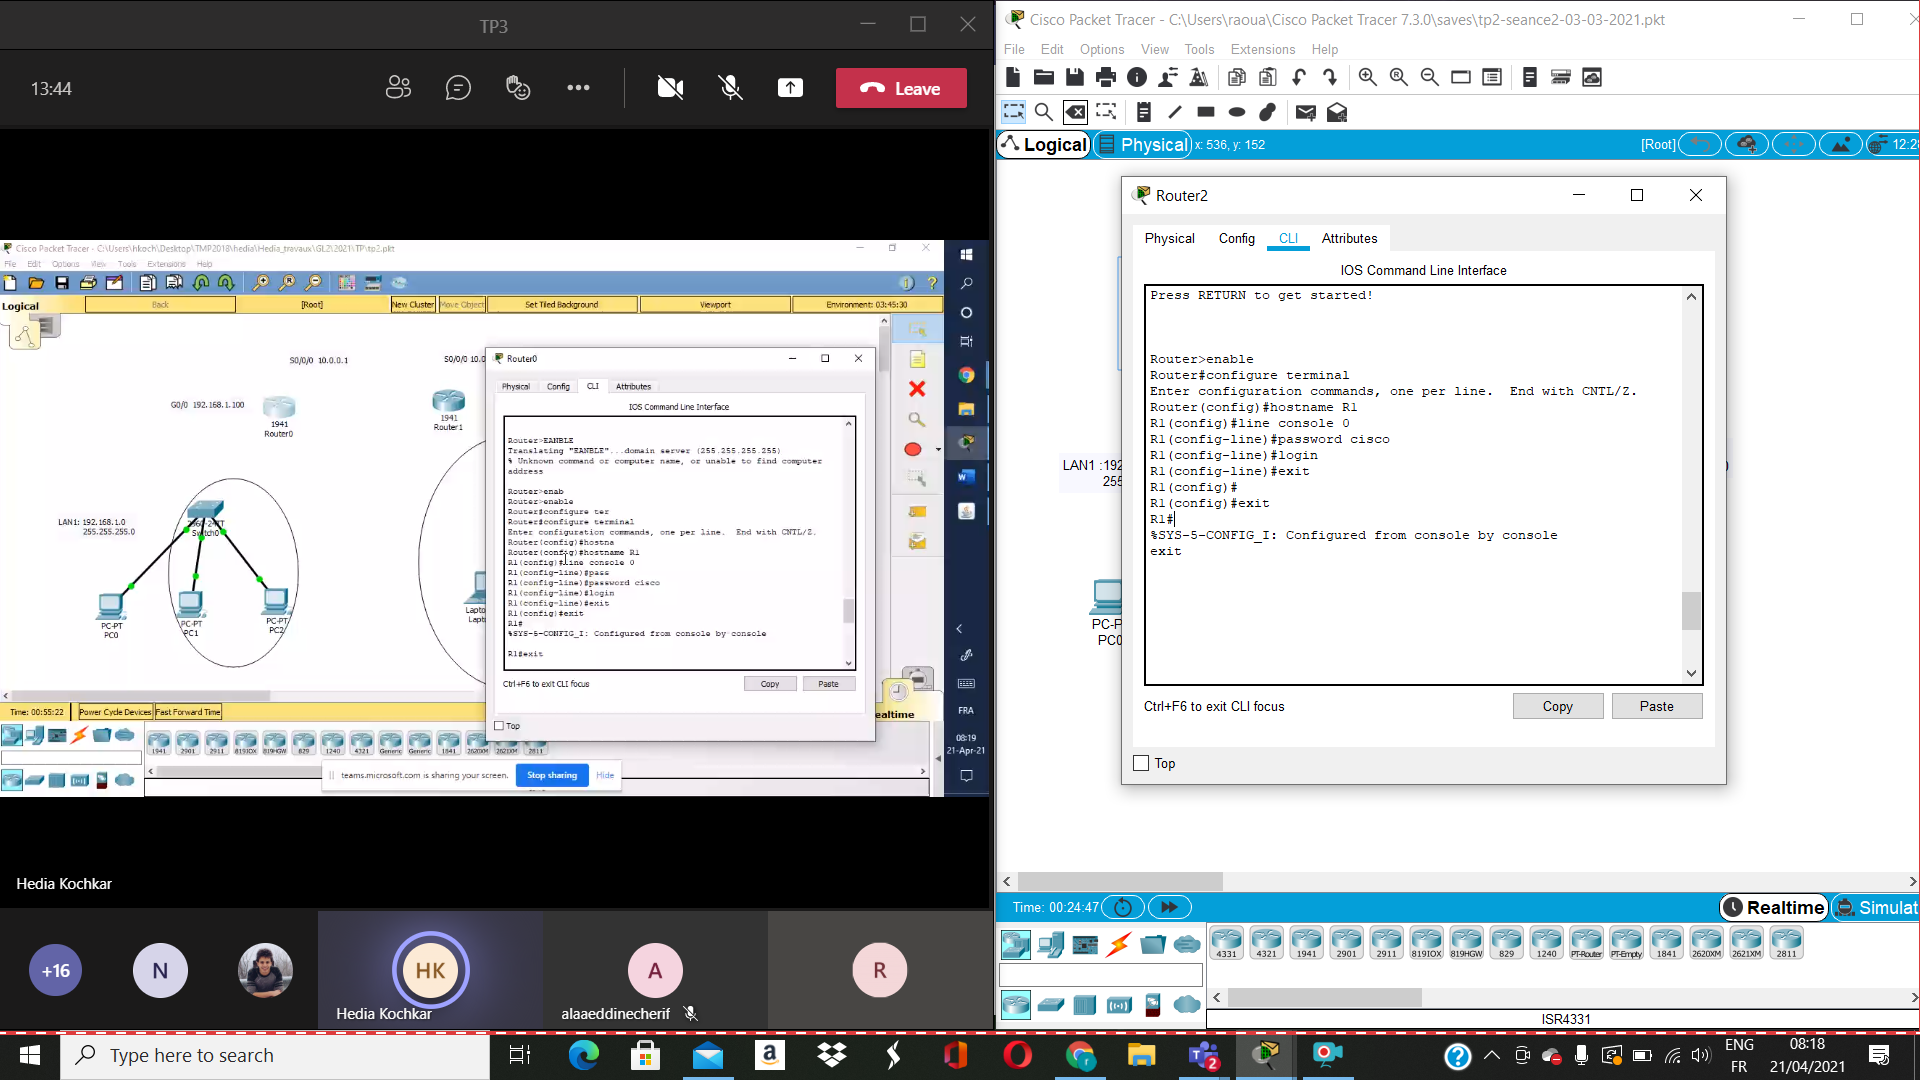 TP3
13:44
Leave
Cisco Packet Tracer - C:\Users\hkoch\Desktop\TMP2018\hedia\Hedia_travaux\GL2\2021\TP\tp2.pkt
File Edit Options View Tools Extensions Help
Logical
Back
[Root]
New Cluster
Move Object
Set Tiled Background
Viewport
Environment: 03:45:30
S0/0/0 10.0.0.1
S0/0/0 10.0
G0/0 192.168.1.100
1941
Router0
1941
Router1
LAN1: 192.168.1.0
255.255.255.0
2960-24TT
Switch0
PC-PT
PC0
PC-PT
PC1
PC-PT
PC2
Router0
Physical Config CLI Attributes
IOS Command Line Interface
Router>EANBLE
Translating "EANBLE"...domain server (255.255.255.255)
% Unknown command or computer name, or unable to find computer
address
Router>enab
Router>enable
Router#configure ter
Router#configure terminal
Enter configuration commands, one per line.  End with CNTL/Z.
Router(config)#hostna
Router(config)#hostname R1
R1(config)#line console 0
R1(config-line)#pass
R1(config-line)#password cisco
R1(config-line)#login
R1(config-line)#exit
R1(config)#exit
R1#
%SYS-5-CONFIG_I: Configured from console by console
R1#exit
Ctrl+F6 to exit CLI focus
Copy
Paste
Top
Time: 00:55:22
Power Cycle Devices
Fast Forward Time
ealtime
1941 2901 2911 819IOX 819HGW 829 1240 4321 Generic Generic 1841 2620XM 2621XM 2811
teams.microsoft.com is sharing your screen.
Stop sharing
Hide
FRA
08:19
21-Apr-21
Hedia Kochkar
+16
N
HK
Hedia Kochkar
A
alaaeddinecherif
R
Cisco Packet Tracer - C:\Users\raoua\Cisco Packet Tracer 7.3.0\saves\tp2-seance2-03-03-2021.pkt
File Edit Options View Tools Extensions Help
Logical
Physical
x: 536, y: 152
[Root]
12:28
LAN1 :192
255
PC-P
PC0
Router2
Physical Config CLI Attributes
IOS Command Line Interface
Press RETURN to get started!
Router>enable
Router#configure terminal
Enter configuration commands, one per line.  End with CNTL/Z.
Router(config)#hostname R1
R1(config)#line console 0
R1(config-line)#password cisco
R1(config-line)#login
R1(config-line)#exit
R1(config)#
R1(config)#exit
R1#
%SYS-5-CONFIG_I: Configured from console by console
exit
Ctrl+F6 to exit CLI focus
Copy
Paste
Top
Time: 00:24:47
Realtime
Simulat
4331 4321 1941 2901 2911 819IOX 819HGW 829 1240 PT-Router PT-Empty 1841 2620XM 2621XM 2811
ISR4331
Type here to search
2
ENG
FR
08:18
21/04/2021